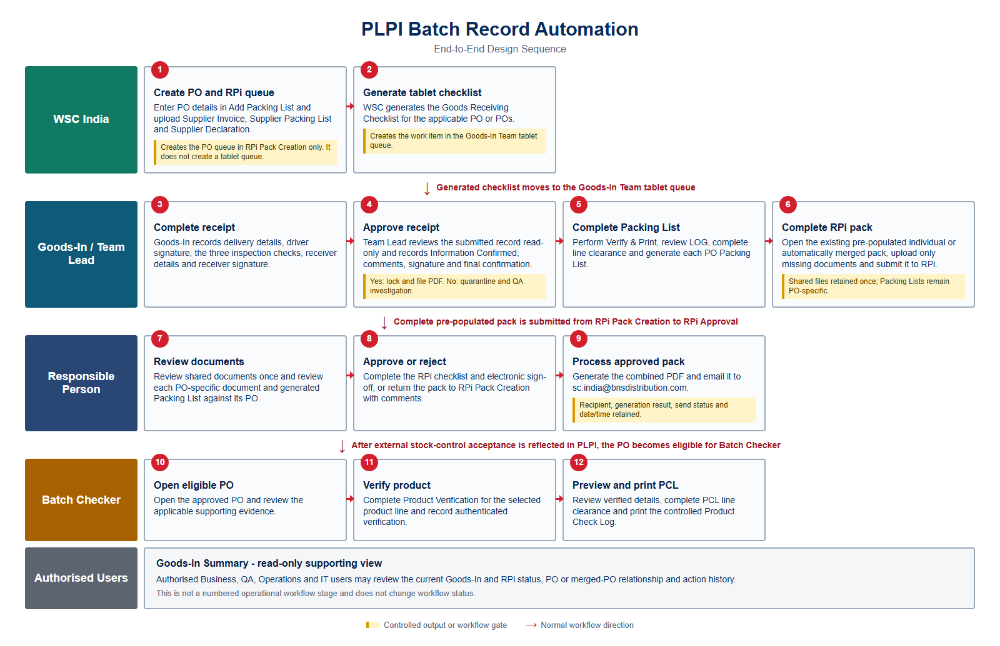 PLPI Batch Record Automation
End-to-End Design Sequence
WSC India
1
Create PO and RPi queue
Enter PO details in Add Packing List and
upload Supplier Invoice, Supplier Packing List
and Supplier Declaration.
Creates the PO queue in RPi Pack Creation only. It
does not create a tablet queue.
2
Generate tablet checklist
WSC generates the Goods Receiving
Checklist for the applicable PO or POs.
Creates the work item in the Goods-In Team tablet
queue.
↓ Generated checklist moves to the Goods-In Team tablet queue
Goods-In / Team
Lead
3
Complete receipt
Goods-In records delivery details, driver
signature, the three inspection checks, receiver
details and receiver signature.
4
Approve receipt
Team Lead reviews the submitted record read-
only and records Information Confirmed,
comments, signature and final confirmation.
Yes: lock and file PDF. No: quarantine and QA
investigation.
5
Complete Packing List
Perform Verify & Print, review LOG, complete
line clearance and generate each PO Packing
List.
6
Complete RPi pack
Open the existing pre-populated individual or
automatically merged pack, upload only
missing documents and submit it to RPi.
Shared files retained once; Packing Lists remain
PO-specific.
↓ Complete pre-populated pack is submitted from RPi Pack Creation to RPi Approval
Responsible
Person
7
Review documents
Review shared documents once and review
each PO-specific document and generated
Packing List against its PO.
8
Approve or reject
Complete the RPi checklist and electronic sign-
off, or return the pack to RPi Pack Creation
with comments.
9
Process approved pack
Generate the combined PDF and email it to
sc.india@bnsdistribution.com.
Recipient, generation result, send status and
date/time retained.
↓ After external stock-control acceptance is reflected in PLPI, the PO becomes eligible for Batch Checker
Batch Checker
10
Open eligible PO
Open the approved PO and review the
applicable supporting evidence.
11
Verify product
Complete Product Verification for the selected
product line and record authenticated
verification.
12
Preview and print PCL
Review verified details, complete PCL line
clearance and print the controlled Product
Check Log.
Authorised Users
Goods-In Summary - read-only supporting view
Authorised Business, QA, Operations and IT users may review the current Goods-In and RPi status, PO or merged-PO relationship and action history.
This is not a numbered operational workflow stage and does not change workflow status.
Controlled output or workflow gate
→ Normal workflow direction